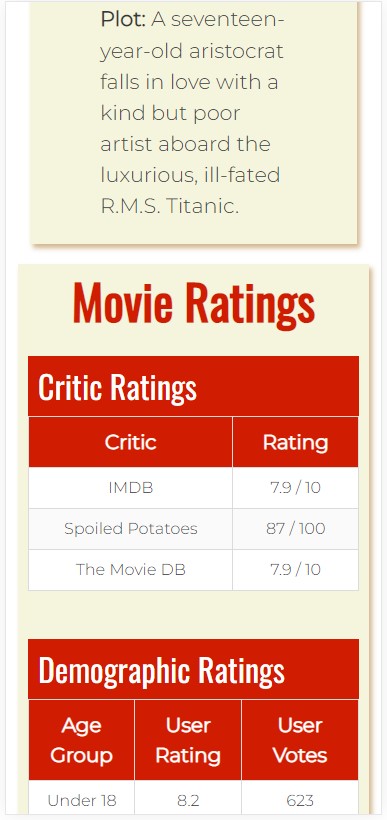 Plot: A seventeen-
year-old aristocrat
falls in love with a
kind but poor
artist aboard the
luxurious, ill-fated
R.M.S. Titanic.
Movie Ratings
Critic Ratings
Critic Rating
IMDB 7.9 / 10
Spoiled Potatoes 87 / 100
The Movie DB 7.9 / 10
Demographic Ratings
Age User User
Group Rating Votes
Under 18 8.2 623